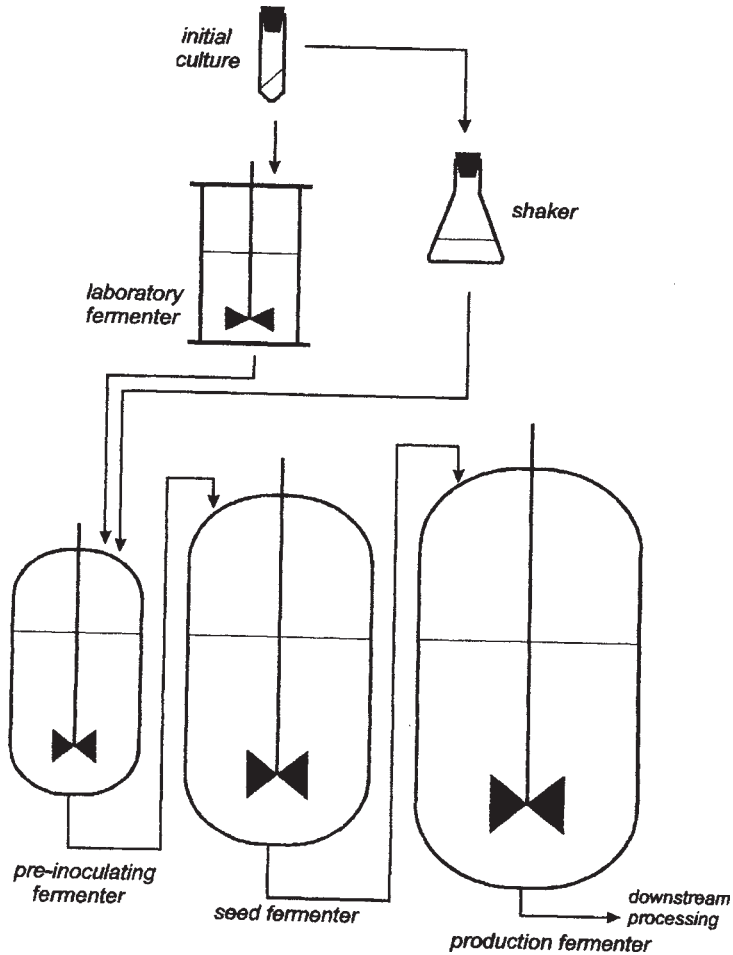 initial
culture
shaker
laboratory
fermenter
pre-inoculating
fermenter
seed fermenter
downstream
processing
production fermenter